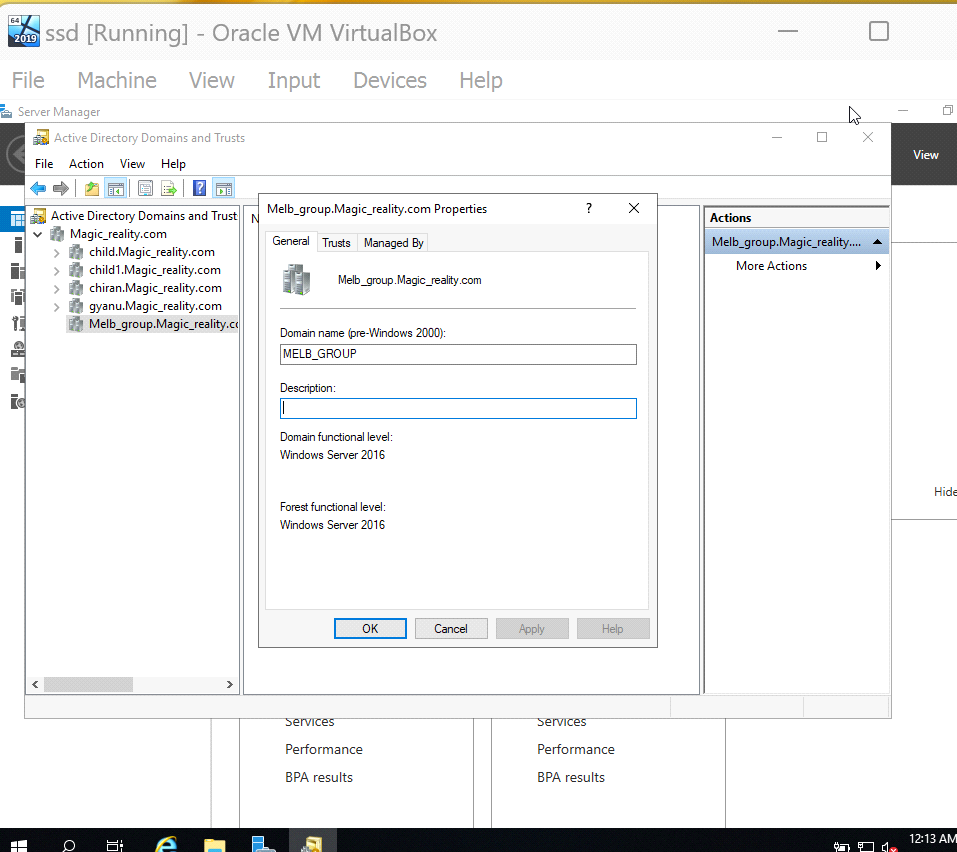 64
2019
ssd [Running] - Oracle VM VirtualBox
File Machine View Input Devices Help
Server Manager
View
Hide
Active Directory Domains and Trusts
File Action View Help
Active Directory Domains and Trust
Magic_reality.com
child.Magic_reality.com
child1.Magic_reality.com
chiran.Magic_reality.com
gyanu.Magic_reality.com
Melb_group.Magic_reality.co
N
Melb_group.Magic_reality.com Properties
?
General Trusts Managed By
Melb_group.Magic_reality.com
Domain name (pre-Windows 2000):
MELB_GROUP
Description:
Domain functional level:
Windows Server 2016
Forest functional level:
Windows Server 2016
OK Cancel Apply Help
Actions
Melb_group.Magic_reality....
More Actions
Services
Performance
BPA results
Services
Performance
BPA results
12:13 AM